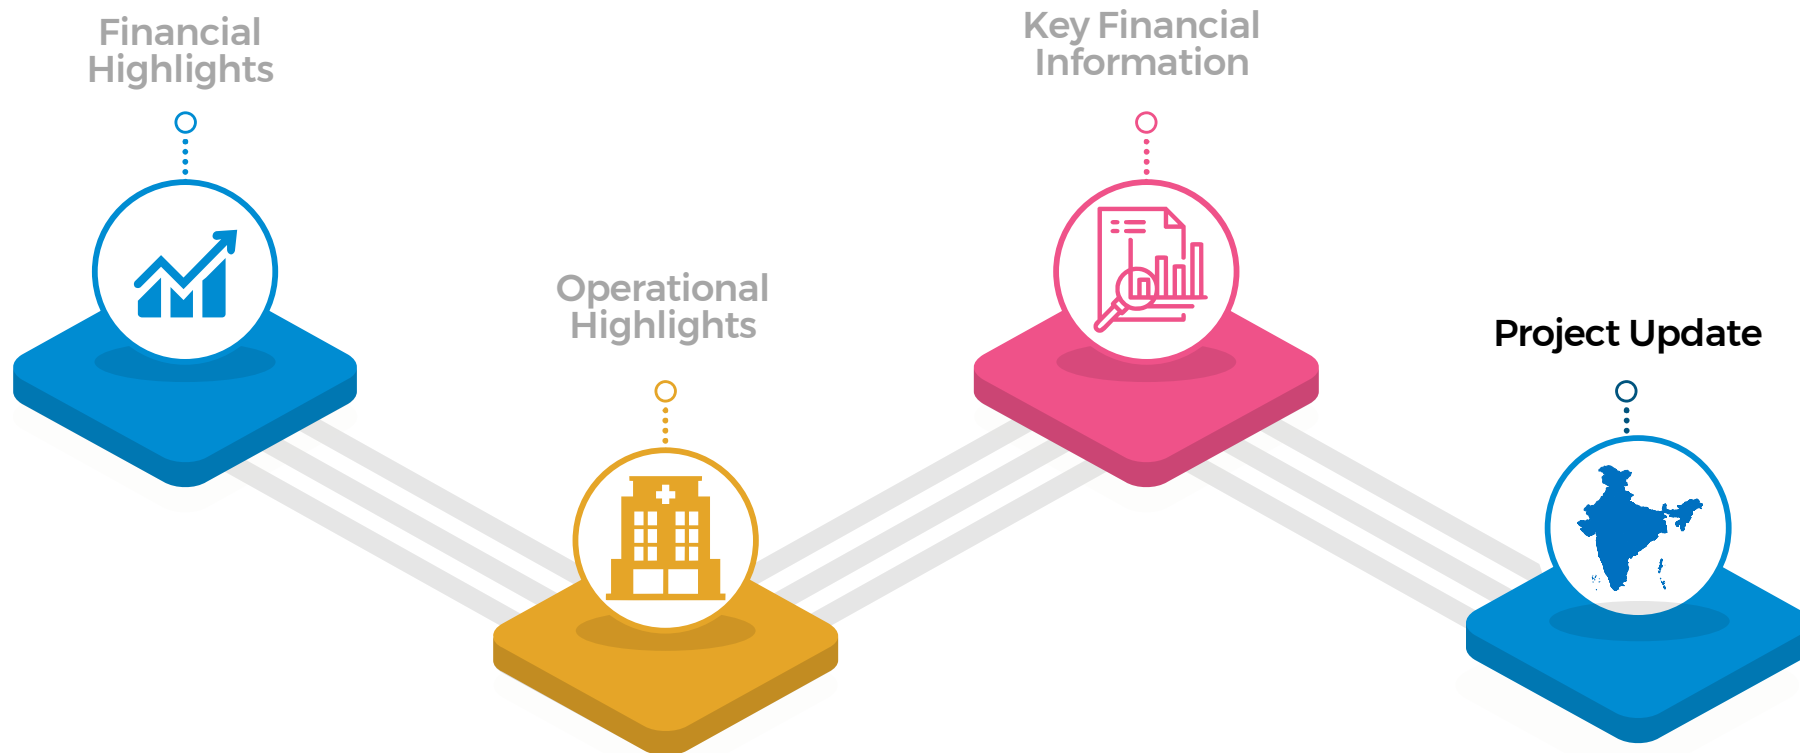 Financial
Highlights
Operational
Highlights
Key Financial
Information
Project Update